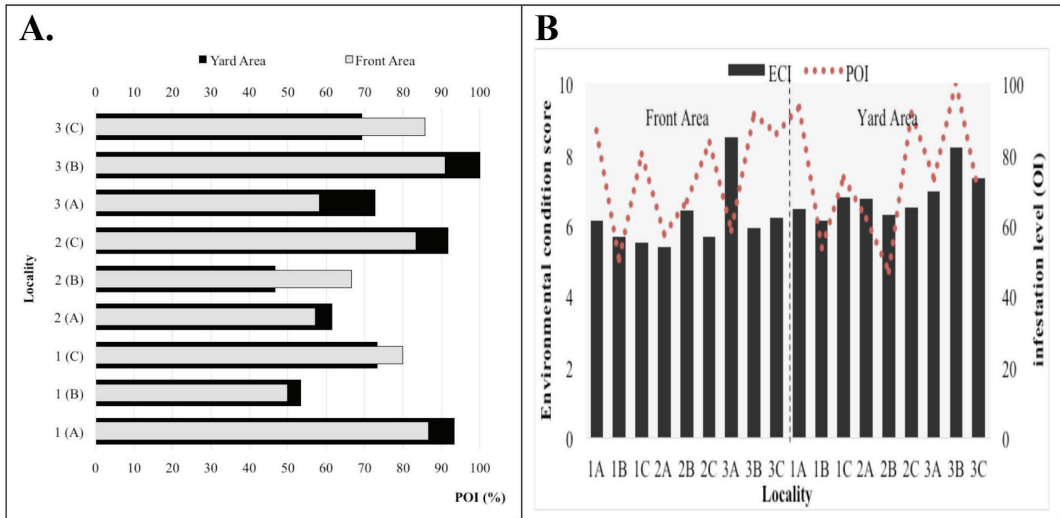 A.
Yard Area Front Area
0 10 20 30 40 50 60 70 80 90 100
3 (C)
3 (B)
3 (A)
2 (C)
2 (B)
2 (A)
1 (C)
1 (B)
1 (A)
Locality
0 10 20 30 40 50 60 70 80 90 100
POI (%)
B
ECI POI
Front Area Yard Area
Environmental condition score
10
8
6
4
2
0
infestation level (OI)
100
80
60
40
20
0
1A 1B 1C 2A 2B 2C 3A 3B 3C 1A 1B 1C 2A 2B 2C 3A 3B 3C
Locality